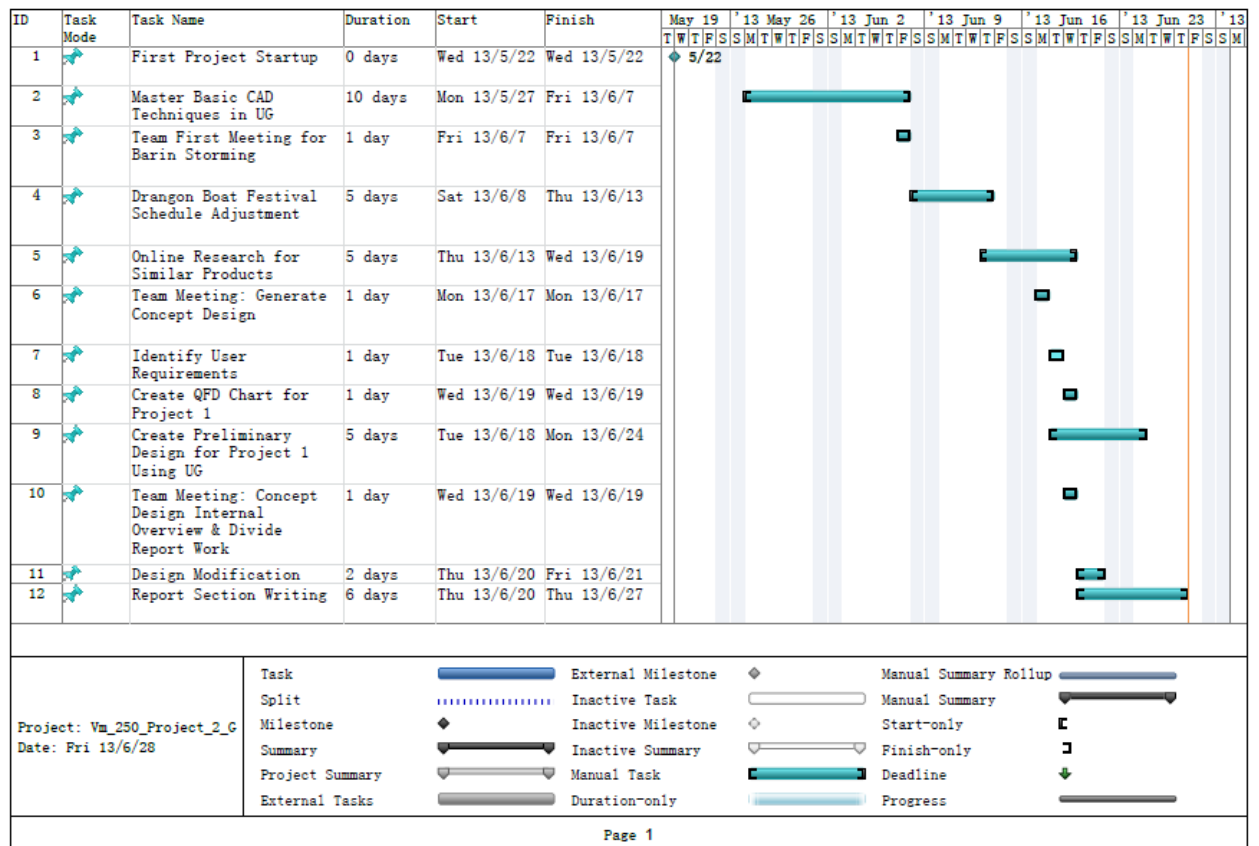 ID Task Task Name Duration Start Finish May 19 '13 May 26 '13 Jun 2 '13 Jun 9 '13 Jun 16 '13 Jun 23 '13
Mode T W T F S S M T W T F S S M T W T F S S M T W T F S S M T W T F S S M T W T F S S M
1 First Project Startup 0 days Wed 13/5/22 Wed 13/5/22 5/22
2 Master Basic CAD 10 days Mon 13/5/27 Fri 13/6/7
Techniques in UG
3 Team First Meeting for 1 day Fri 13/6/7 Fri 13/6/7
Barin Storming
4 Drangon Boat Festival 5 days Sat 13/6/8 Thu 13/6/13
Schedule Adjustment
5 Online Research for 5 days Thu 13/6/13 Wed 13/6/19
Similar Products
6 Team Meeting: Generate 1 day Mon 13/6/17 Mon 13/6/17
Concept Design
7 Identify User 1 day Tue 13/6/18 Tue 13/6/18
Requirements
8 Create QFD Chart for 1 day Wed 13/6/19 Wed 13/6/19
Project 1
9 Create Preliminary 5 days Tue 13/6/18 Mon 13/6/24
Design for Project 1
Using UG
10 Team Meeting: Concept 1 day Wed 13/6/19 Wed 13/6/19
Design Internal
Overview & Divide
Report Work
11 Design Modification 2 days Thu 13/6/20 Fri 13/6/21
12 Report Section Writing 6 days Thu 13/6/20 Thu 13/6/27
Project: Vm_250_Project_2_G
Date: Fri 13/6/28
Task External Milestone Manual Summary Rollup
Split Inactive Task Manual Summary
Milestone Inactive Milestone Start-only
Summary Inactive Summary Finish-only
Project Summary Manual Task Deadline
External Tasks Duration-only Progress
Page 1